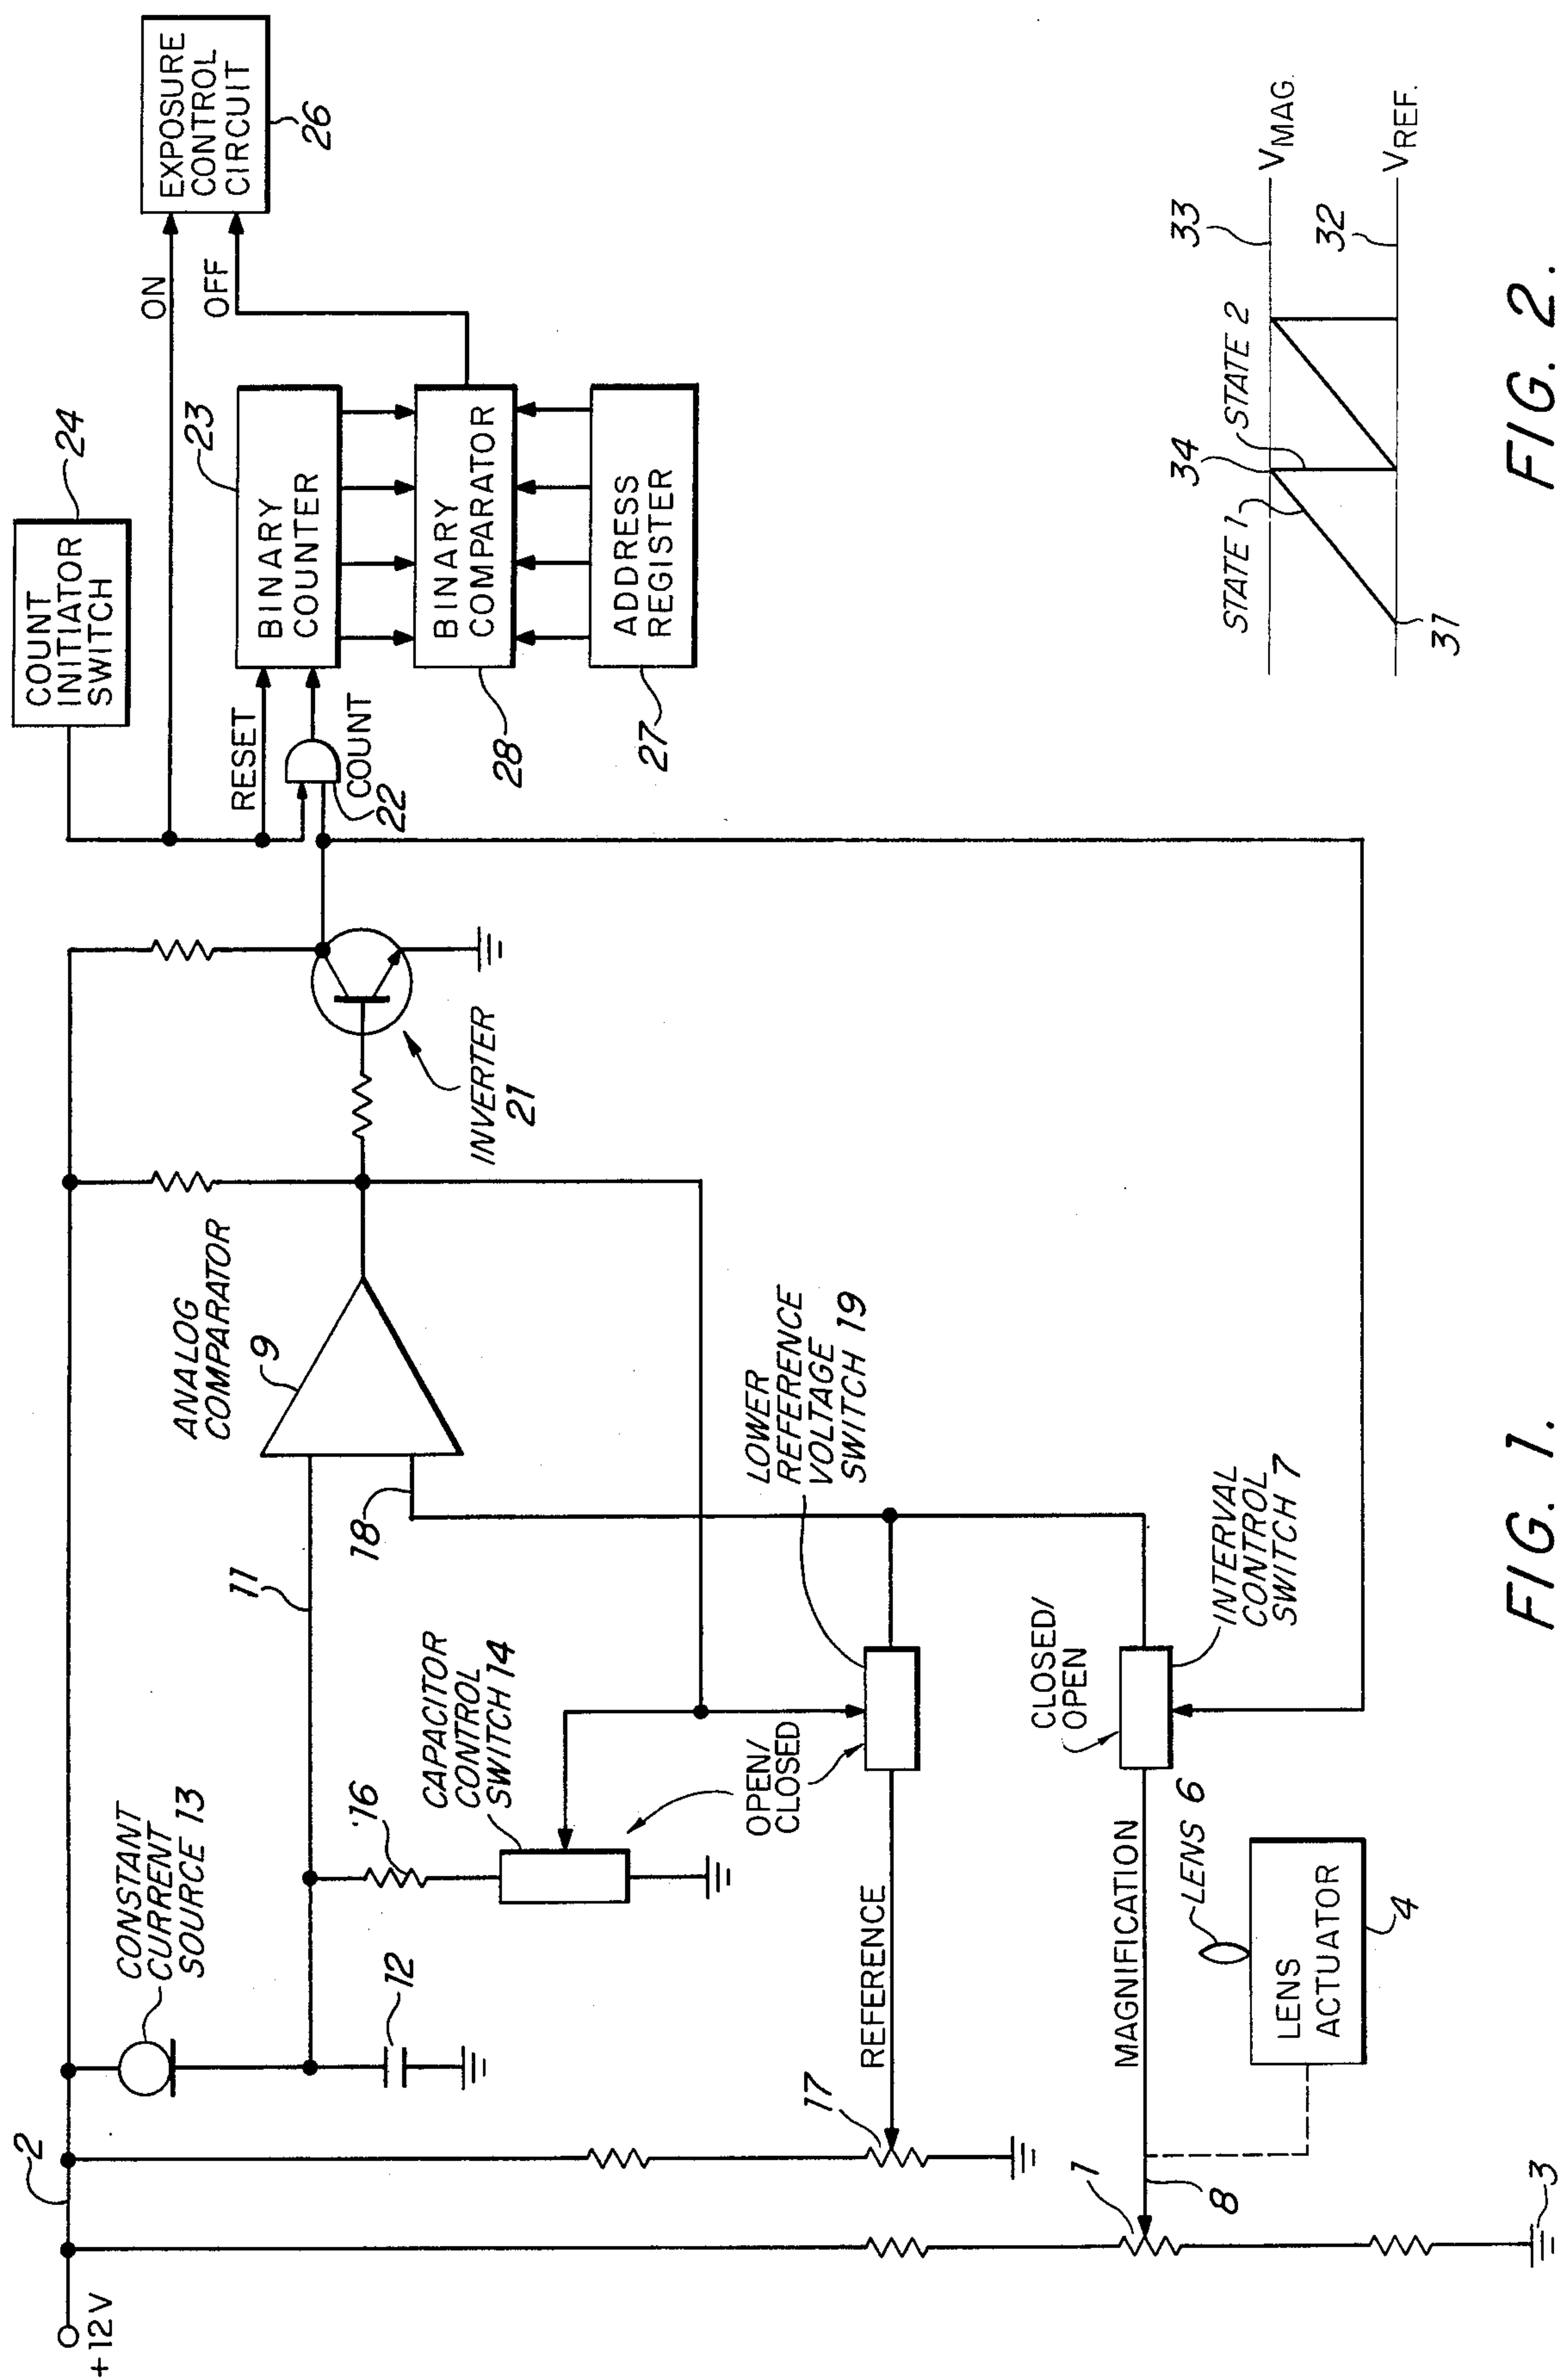 +12V
2
CONSTANT
CURRENT
SOURCE 13
12
11
'16
CAPACITOR
CONTROL
SWITCH 14
OPEN/
CLOSED
17
REFERENCE
1
8
3
MAGNIFICATION
LENS 6
LENS
ACTUATOR
4
ANALOG
COMPARATOR
9
18
LOWER
REFERENCE
VOLTAGE
SWITCH 19
CLOSED/
OPEN
INTERVAL
CONTROL
SWITCH 7
INVERTER
21
COUNT
INITIATOR
SWITCH
24
RESET
COUNT
22
BINARY
COUNTER
23
BINARY
COMPARATOR
28
ADDRESS
REGISTER
27
ON
OFF
EXPOSURE
CONTROL
CIRCUIT
26
FIG. 1.
STATE 1
34
STATE 2
33
VMAG.
31
32
VREF.
FIG. 2.